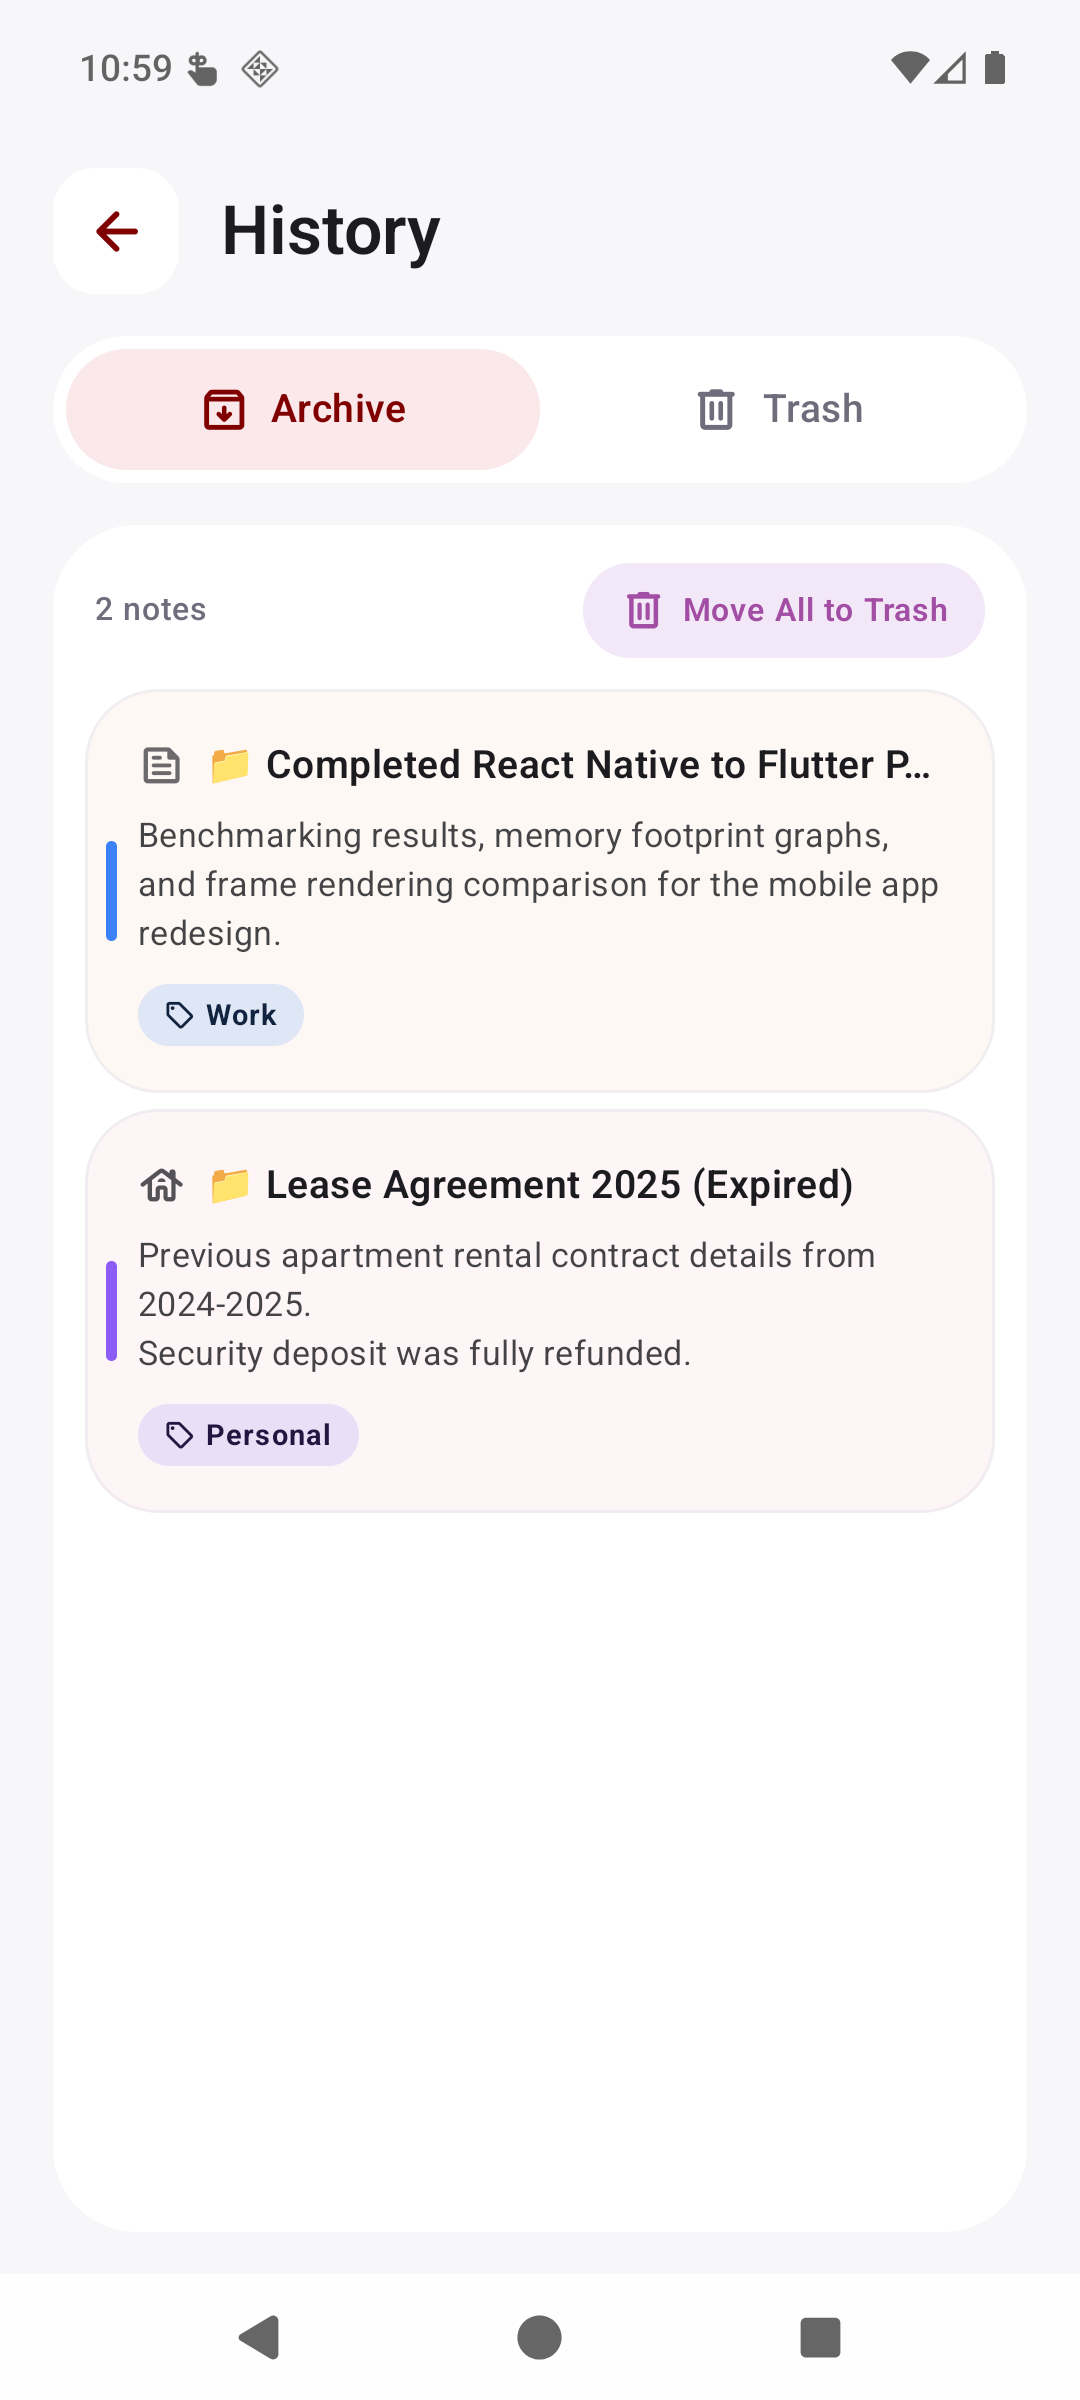 10:59
History
Archive
Trash
2 notes
Move All to Trash
📁 Completed React Native to Flutter P...
Benchmarking results, memory footprint graphs,
and frame rendering comparison for the mobile app
redesign.
Work
📁 Lease Agreement 2025 (Expired)
Previous apartment rental contract details from
2024-2025.
Security deposit was fully refunded.
Personal